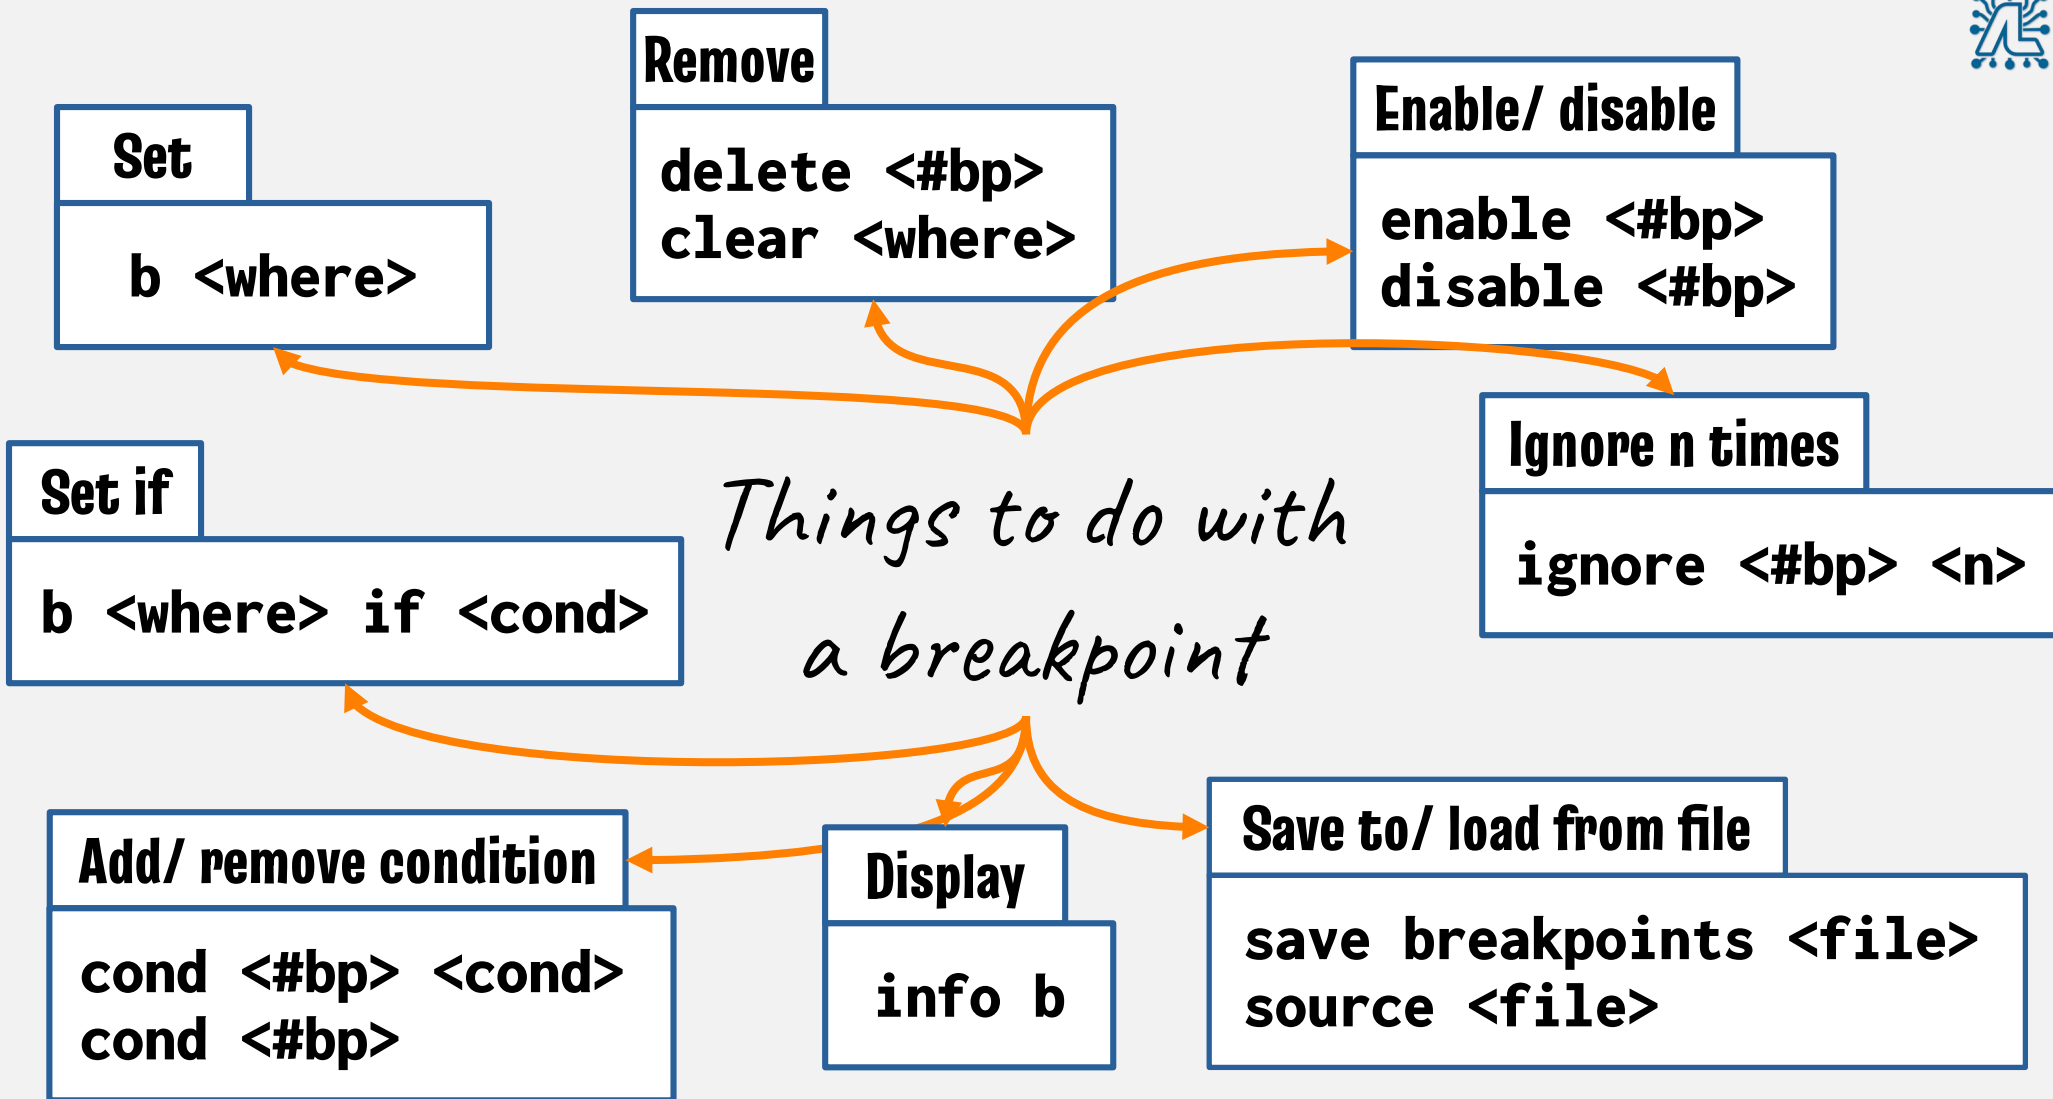 Remove
delete <#bp>
clear <where>
Enable/ disable
enable <#bp>
disable <#bp>
Set
b <where>
Ignore n times
ignore <#bp> <n>
Set if
b <where> if <cond>
Things to do with
a breakpoint
Add/ remove condition
cond <#bp> <cond>
cond <#bp>
Display
info b
Save to/ load from file
save breakpoints <file>
source <file>